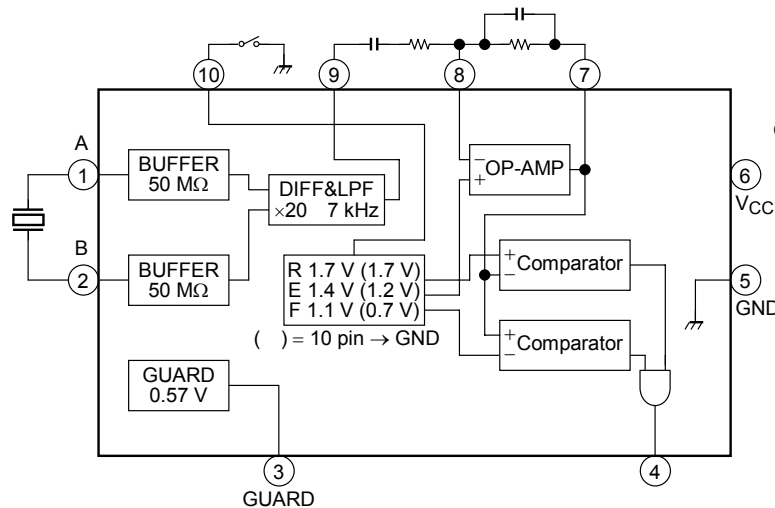 10
9
8
7
A
1
BUFFER
50 MΩ
DIFF&LPF
×20 7 kHz
− OP-AMP
+
6
VCC
B
2
BUFFER
50 MΩ
R 1.7 V (1.7 V)
E 1.4 V (1.2 V)
F 1.1 V (0.7 V)
( ) = 10 pin → GND
+ Comparator
−
5
GND
+ Comparator
−
GUARD
0.57 V
3
GUARD
4